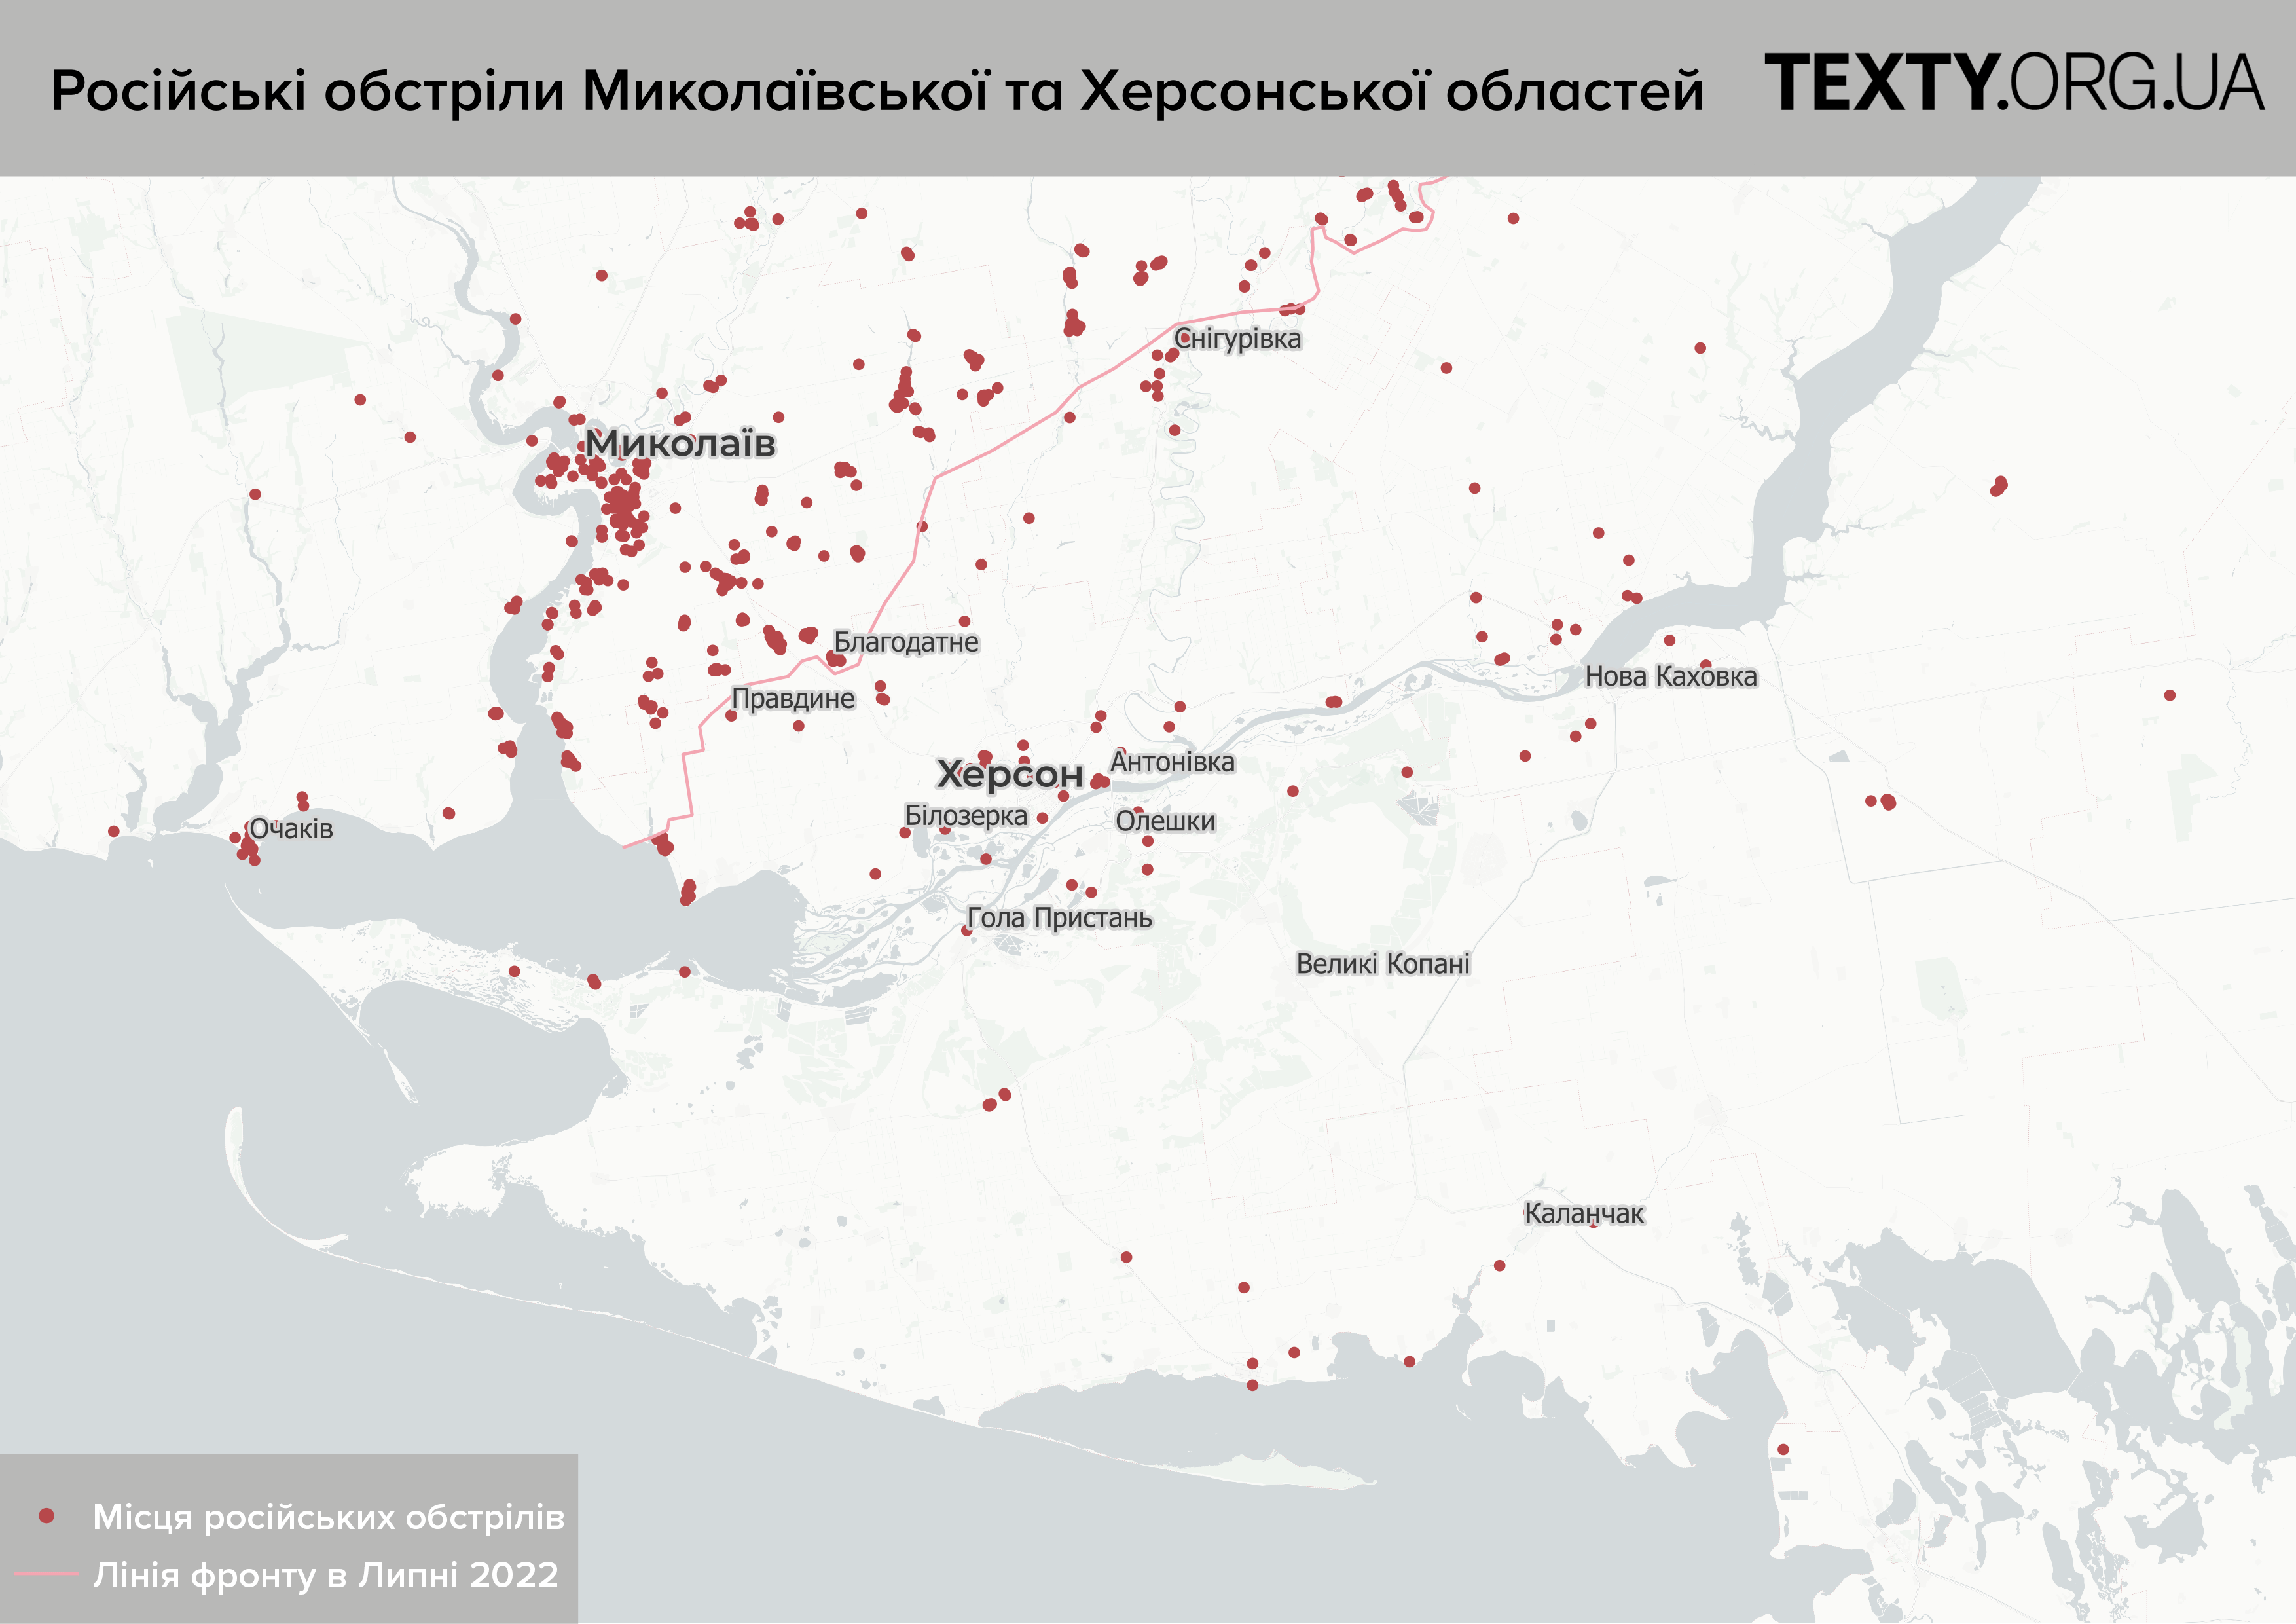 Російські обстріли Миколаївської та Херсонської областей
TEXTY.ORG.UA
Снігурівка
Миколаїв
Благодатне
Нова Каховка
Правдине
Антонівка
Херсон
Білозерка
Олешки
Очаків
Гола Пристань
Великі Копані
Каланчак
Місця російських обстрілів
Лінія фронту в Липні 2022